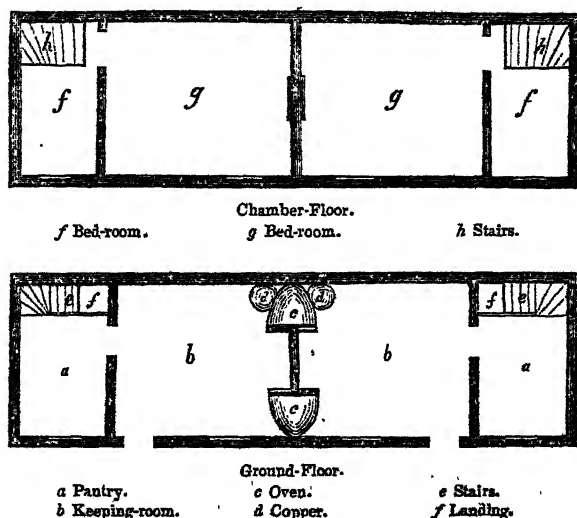 h h
f g g f
Chamber-Floor.
f Bed-room. g Bed-room. h Stairs.
e f d d f e
c
b b
a a
c
Ground-Floor.
a Pantry. c Oven. e Stairs.
b Keeping-room. d Copper. f Landing.